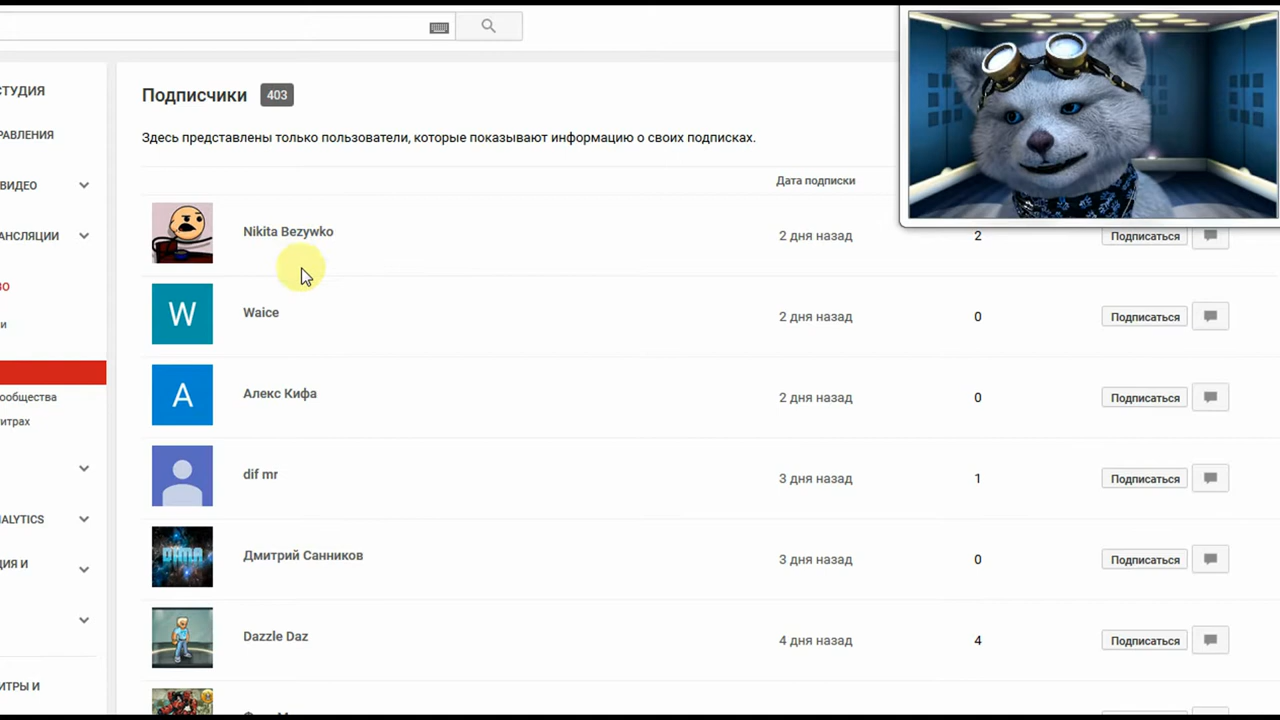 СТУДИЯ
РАВЛЕНИЯ
ВИДЕО
АНСЛЯЦИИ
ВО
и
ообщества
итрах
ALYTICS
ЦИЯ И
ИТРЫ И
Подписчики 403
Здесь представлены только пользователи, которые показывают информацию о своих подписках.
Дата подписки
Nikita Bezywko 2 дня назад 2 Подписаться
W Waice 2 дня назад 0 Подписаться
А Алекс Кифа 2 дня назад 0 Подписаться
dif mr 3 дня назад 1 Подписаться
Дмитрий Санников 3 дня назад 0 Подписаться
Dazzle Daz 4 дня назад 4 Подписаться